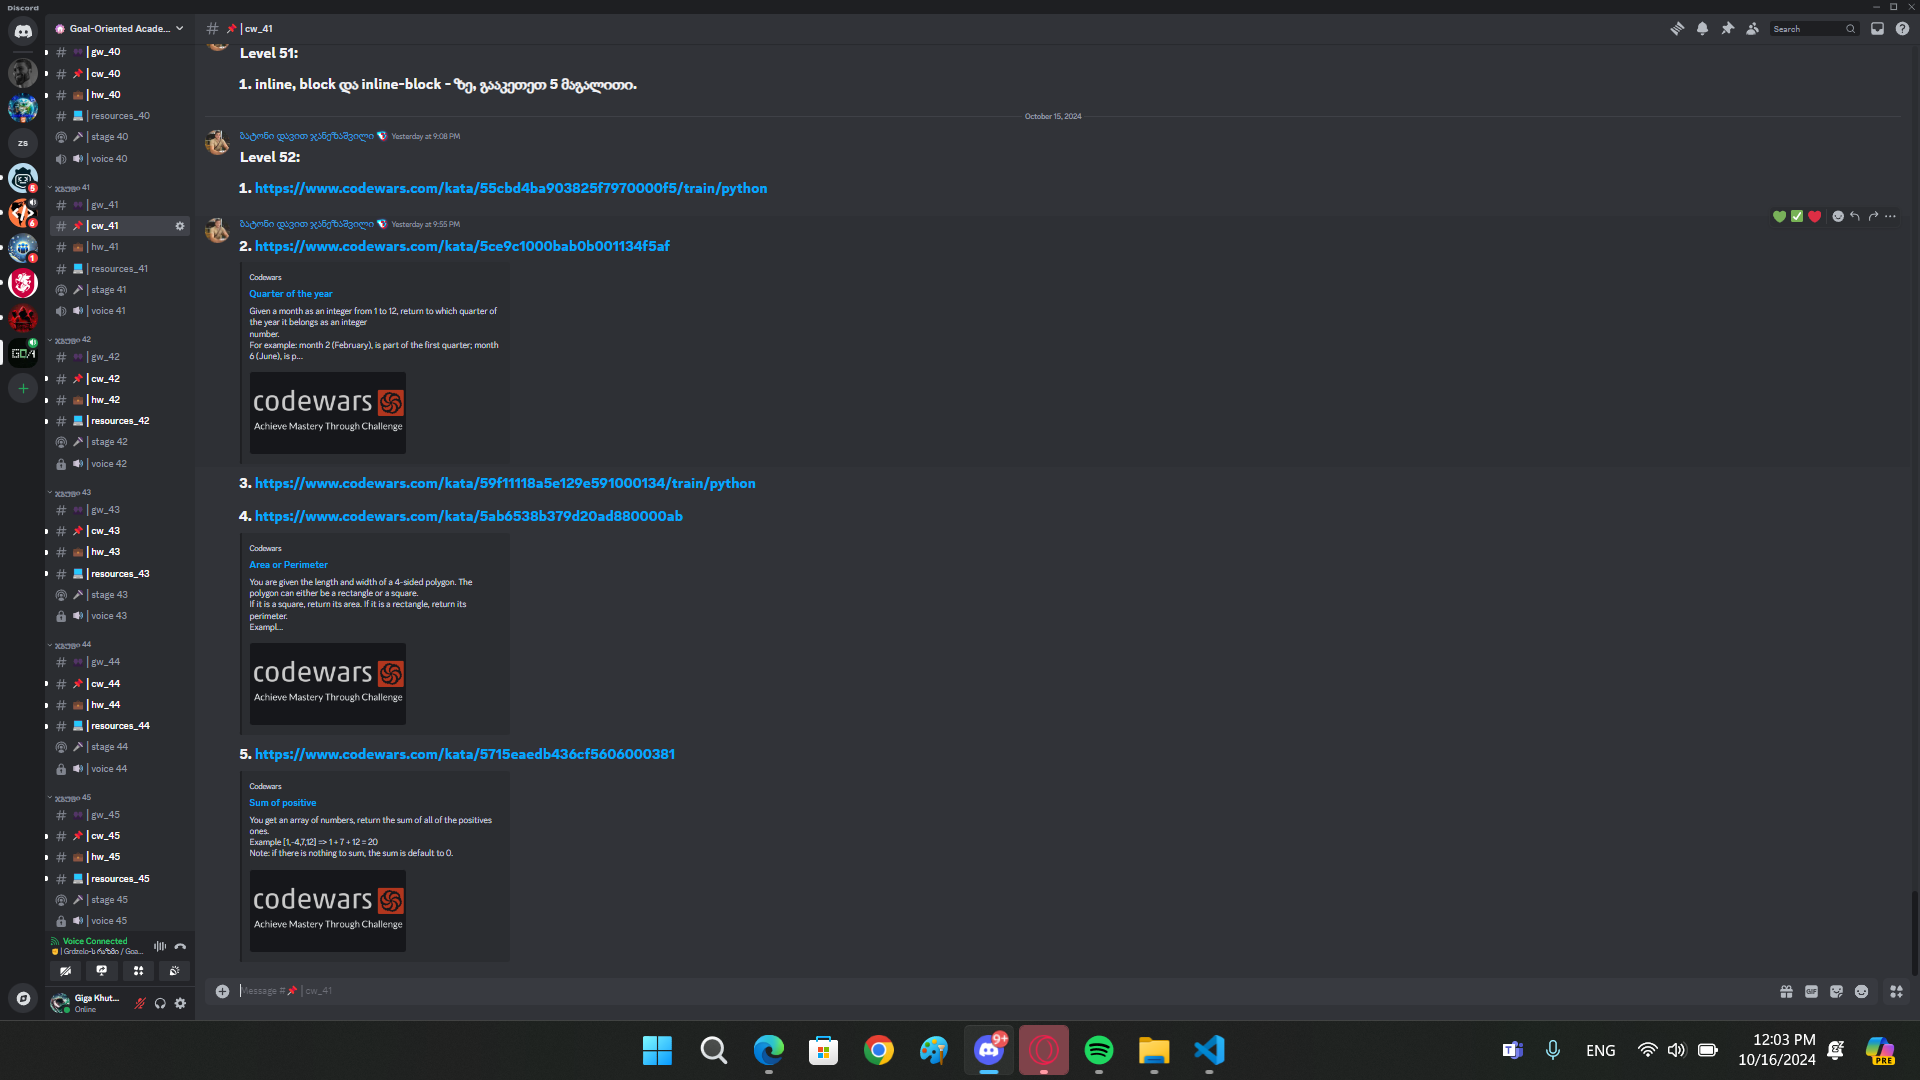 Discord
Goal-Oriented Acade...
| gw_40
| cw_40
| hw_40
| resources_40
| stage 40
| voice 40
ჯგუფი 41
| gw_41
| cw_41
| hw_41
| resources_41
| stage 41
| voice 41
ჯგუფი 42
| gw_42
| cw_42
| hw_42
| resources_42
| stage 42
| voice 42
ჯგუფი 43
| gw_43
| cw_43
| hw_43
| resources_43
| stage 43
| voice 43
ჯგუფი 44
| gw_44
| cw_44
| hw_44
| resources_44
| stage 44
| voice 44
ჯგუფი 45
| gw_45
| cw_45
| hw_45
| resources_45
| stage 45
| voice 45
Voice Connected
| Grdzelo-ს რაზმი / Goa...
Giga Khut...
Online
ZS
5
6
1
GO/A
# | cw_41
Search
Level 51:
1. inline, block და inline-block - ზე, გააკეთეთ 5 მაგალითი.
October 15, 2024
ბატონი დავით ჯანეზაშვილი Yesterday at 9:08 PM
Level 52:
1. https://www.codewars.com/kata/55cbd4ba903825f7970000f5/train/python
ბატონი დავით ჯანეზაშვილი Yesterday at 9:55 PM
2. https://www.codewars.com/kata/5ce9c1000bab0b001134f5af
Codewars
Quarter of the year
Given a month as an integer from 1 to 12, return to which quarter of
the year it belongs as an integer
number.
For example: month 2 (February), is part of the first quarter; month
6 (June), is p...
codewars
Achieve Mastery Through Challenge
3. https://www.codewars.com/kata/59f11118a5e129e591000134/train/python
4. https://www.codewars.com/kata/5ab6538b379d20ad880000ab
Codewars
Area or Perimeter
You are given the length and width of a 4-sided polygon. The
polygon can either be a rectangle or a square.
If it is a square, return its area. If it is a rectangle, return its
perimeter.
Exampl...
codewars
Achieve Mastery Through Challenge
5. https://www.codewars.com/kata/5715eaedb436cf5606000381
Codewars
Sum of positive
You get an array of numbers, return the sum of all of the positives
ones.
Example [1,-4,7,12] => 1 + 7 + 12 = 20
Note: if there is nothing to sum, the sum is default to 0.
codewars
Achieve Mastery Through Challenge
Message # | cw_41
GIF
9+
ENG
12:03 PM
10/16/2024
PRE